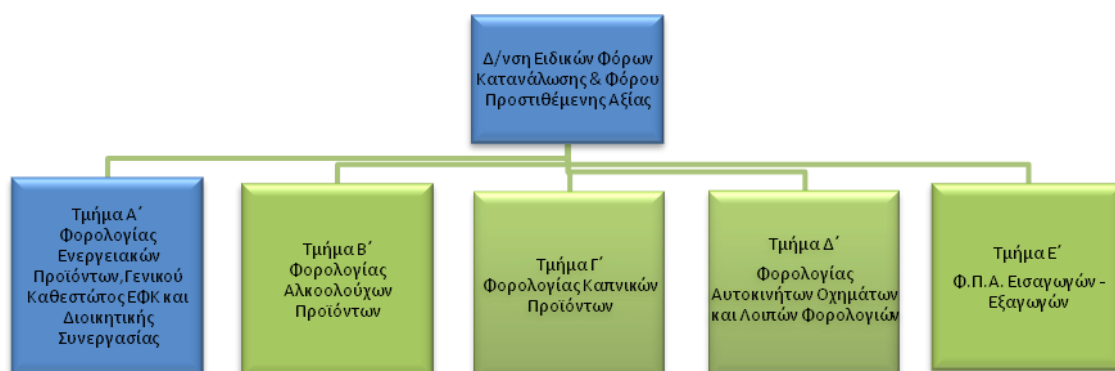 Δ/νση Ειδικών Φόρων
Κατανάλωσης & Φόρου
Προστιθέμενης Αξίας
Τμήμα Α΄
Φορολογίας
Ενεργειακών
Προϊόντων,Γενικού
Καθεστώτος ΕΦΚ και
Διοικητικής
Συνεργασίας
Τμήμα Β΄
Φορολογίας
Αλκοολούχων
Προϊόντων
Τμήμα Γ΄
Φορολογίας Καπνικών
Προϊόντων
Τμήμα Δ΄
Φορολογίας
Αυτοκινήτων Οχημάτων
και Λοιπών Φορολογιών
Τμήμα Ε΄
Φ.Π.Α. Εισαγωγών –
Εξαγωγών